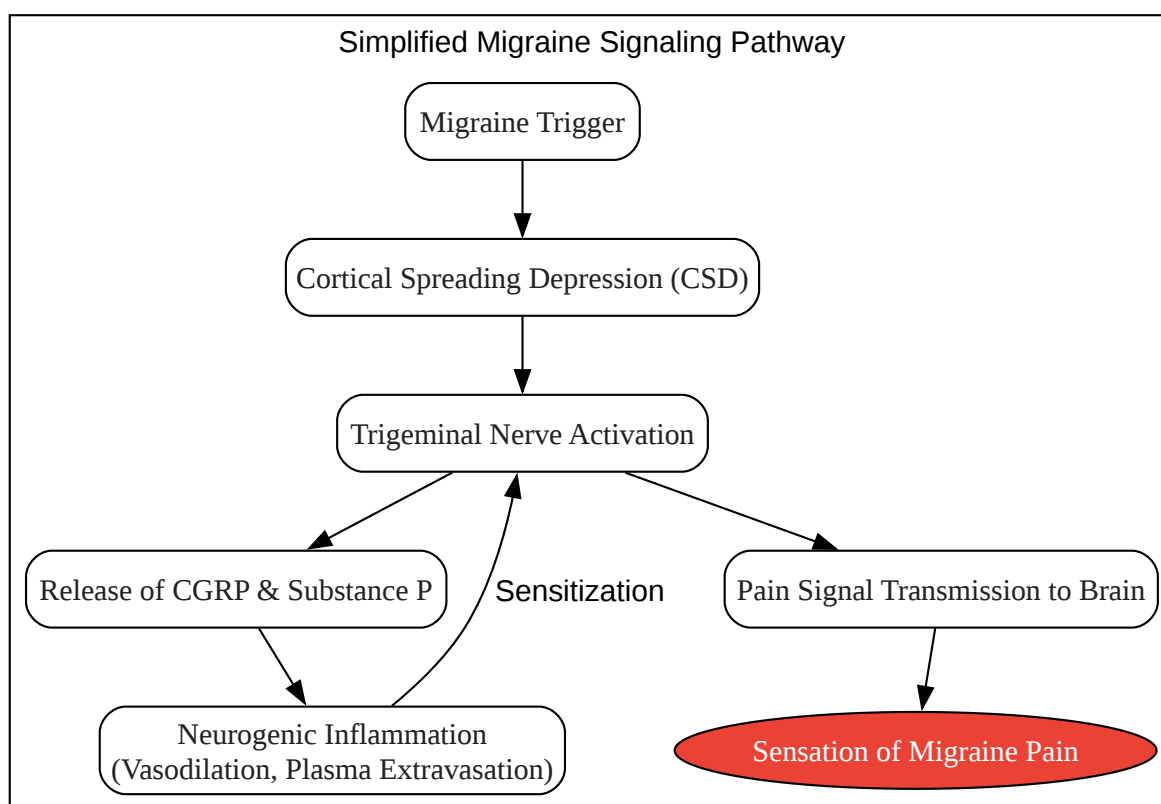 Simplified Migraine Signaling Pathway
Migraine Trigger
Cortical Spreading Depression (CSD)
Trigeminal Nerve Activation
Release of CGRP & Substance P
Sensitization
Pain Signal Transmission to Brain
Neurogenic Inflammation
(Vasodilation, Plasma Extravasation)
Sensation of Migraine Pain